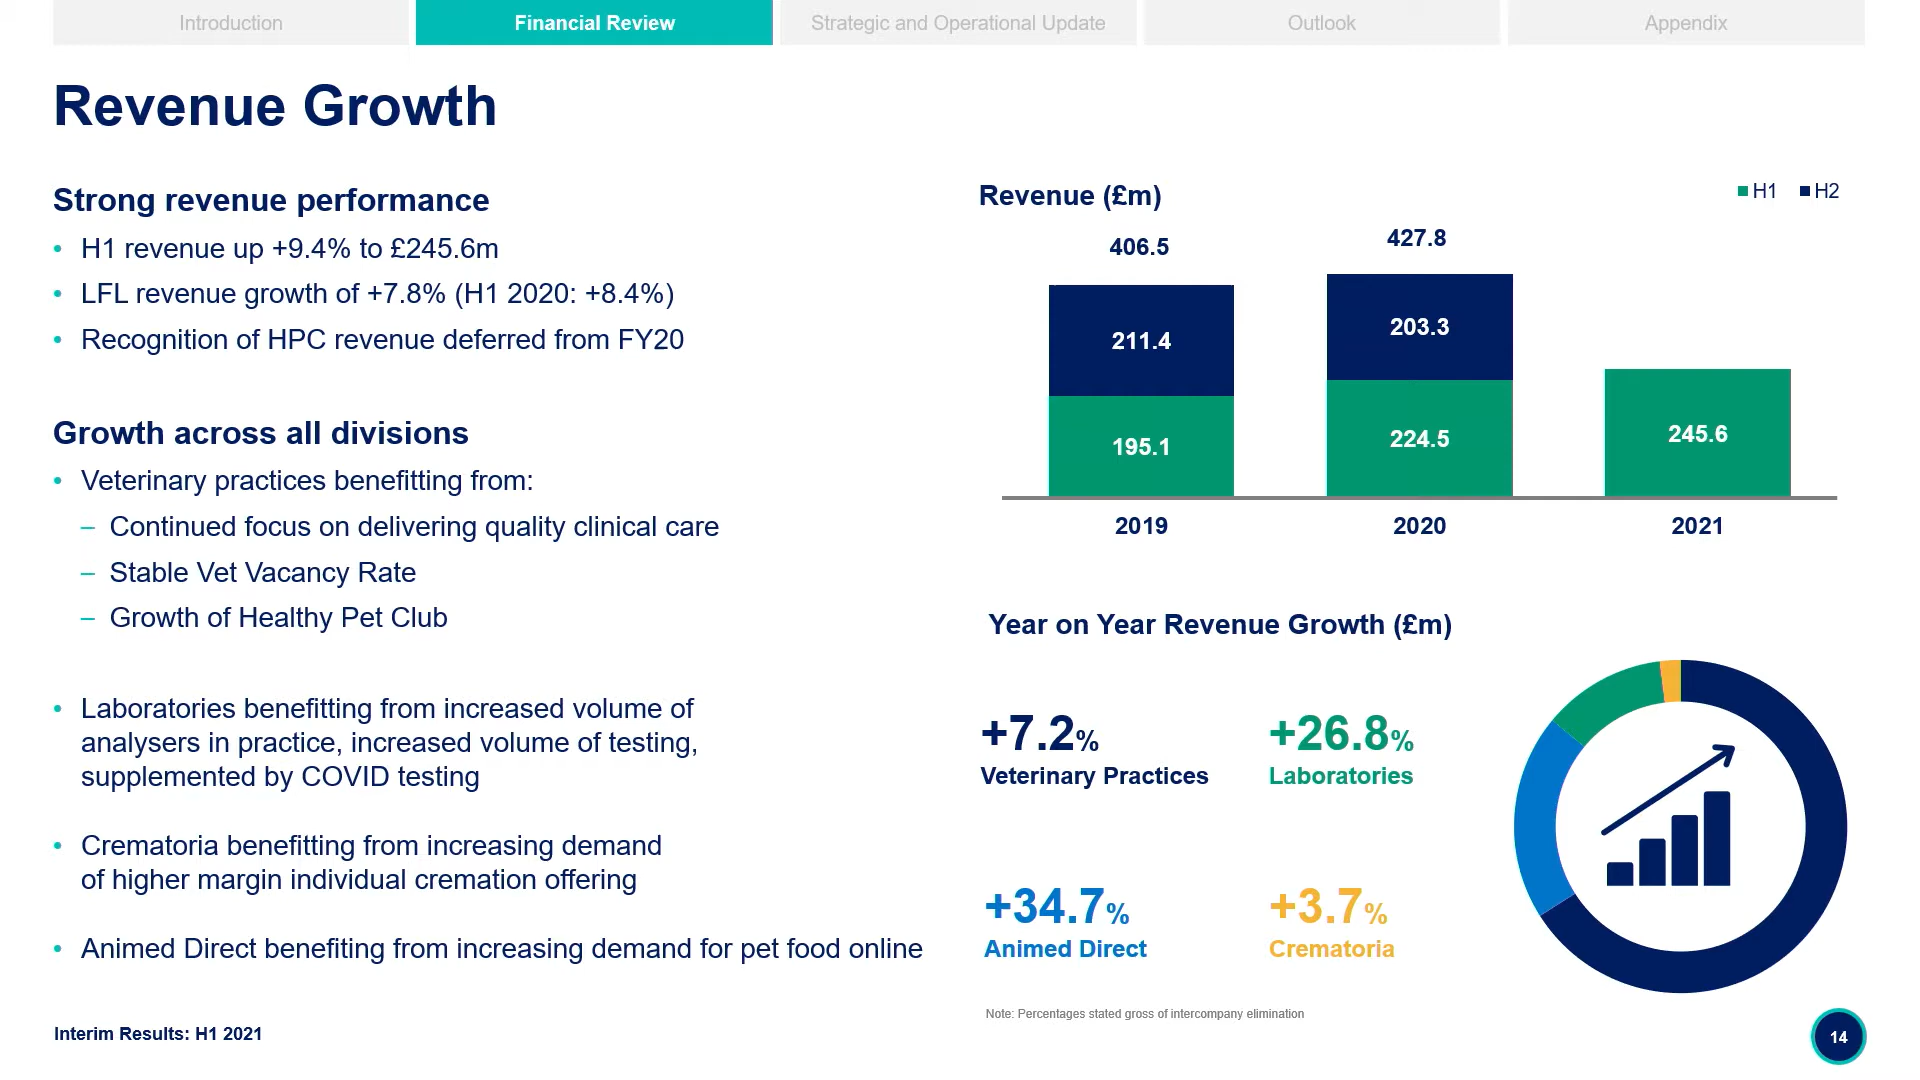 Introduction
Financial Review
Strategic and Operational Update
Outlook
Appendix
Revenue Growth
Strong revenue performance
• H1 revenue up +9.4% to £245.6m
• LFL revenue growth of +7.8% (H1 2020: +8.4%)
• Recognition of HPC revenue deferred from FY20
Growth across all divisions
• Veterinary practices benefitting from:
– Continued focus on delivering quality clinical care
– Stable Vet Vacancy Rate
– Growth of Healthy Pet Club
• Laboratories benefitting from increased volume of
analysers in practice, increased volume of testing,
supplemented by COVID testing
• Crematoria benefitting from increasing demand
of higher margin individual cremation offering
• Animed Direct benefiting from increasing demand for pet food online
Revenue (£m)
H1 H2
406.5
427.8
211.4
203.3
195.1
224.5
245.6
2019
2020
2021
Year on Year Revenue Growth (£m)
+7.2%
Veterinary Practices
+26.8%
Laboratories
+34.7%
Animed Direct
+3.7%
Crematoria
Note: Percentages stated gross of intercompany elimination
Interim Results: H1 2021
14